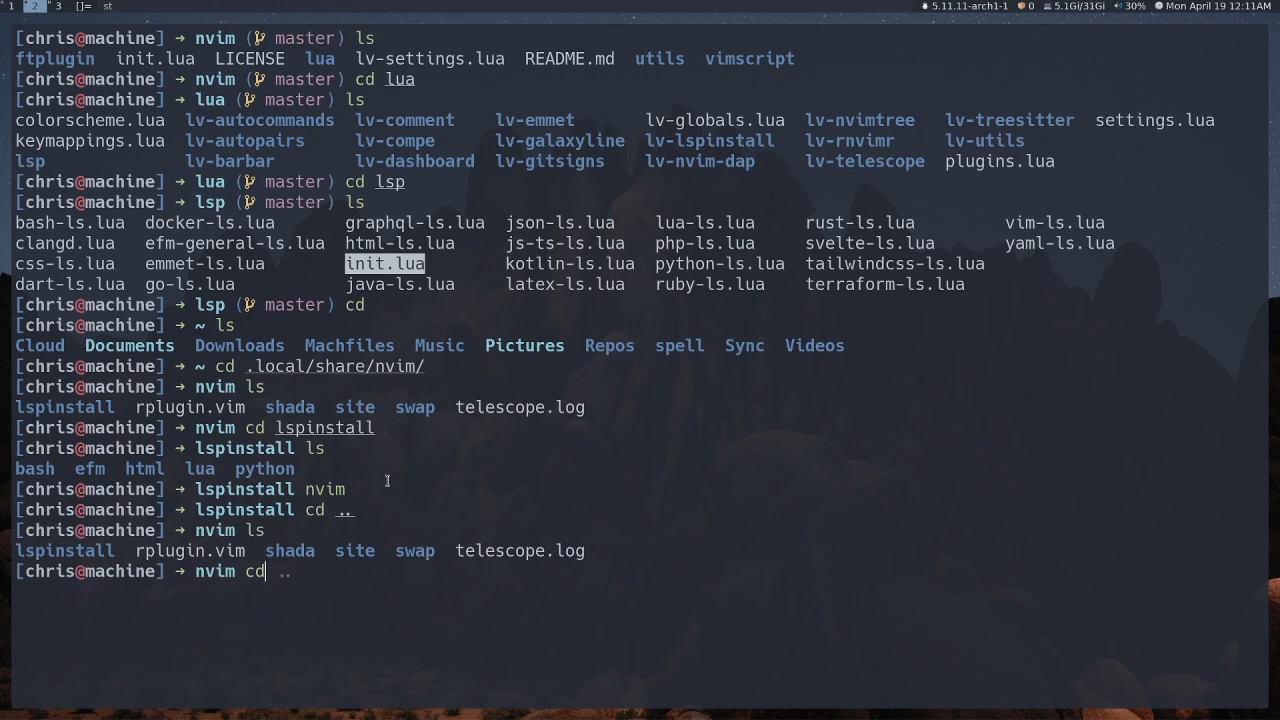 1 2 3 []= st 5.11.11-arch1-1 0 5.1Gi/31Gi 30% Mon April 19 12:11AM
[chris@machine] → nvim ( master) ls
ftplugin init.lua LICENSE lua lv-settings.lua README.md utils vimscript
[chris@machine] → nvim ( master) cd lua
[chris@machine] → lua ( master) ls
colorscheme.lua lv-autocommands lv-comment lv-emmet lv-globals.lua lv-nvimtree lv-treesitter settings.lua
keymappings.lua lv-autopairs lv-compe lv-galaxyline lv-lspinstall lv-rnvimr lv-utils
lsp lv-barbar lv-dashboard lv-gitsigns lv-nvim-dap lv-telescope plugins.lua
[chris@machine] → lua ( master) cd lsp
[chris@machine] → lsp ( master) ls
bash-ls.lua docker-ls.lua graphql-ls.lua json-ls.lua lua-ls.lua rust-ls.lua vim-ls.lua
clangd.lua efm-general-ls.lua html-ls.lua js-ts-ls.lua php-ls.lua svelte-ls.lua yaml-ls.lua
css-ls.lua emmet-ls.lua init.lua kotlin-ls.lua python-ls.lua tailwindcss-ls.lua
dart-ls.lua go-ls.lua java-ls.lua latex-ls.lua ruby-ls.lua terraform-ls.lua
[chris@machine] → lsp ( master) cd
[chris@machine] → ~ ls
Cloud Documents Downloads Machfiles Music Pictures Repos spell Sync Videos
[chris@machine] → ~ cd .local/share/nvim/
[chris@machine] → nvim ls
lspinstall rplugin.vim shada site swap telescope.log
[chris@machine] → nvim cd lspinstall
[chris@machine] → lspinstall ls
bash efm html lua python
[chris@machine] → lspinstall nvim
[chris@machine] → lspinstall cd ..
[chris@machine] → nvim ls
lspinstall rplugin.vim shada site swap telescope.log
[chris@machine] → nvim cd ..